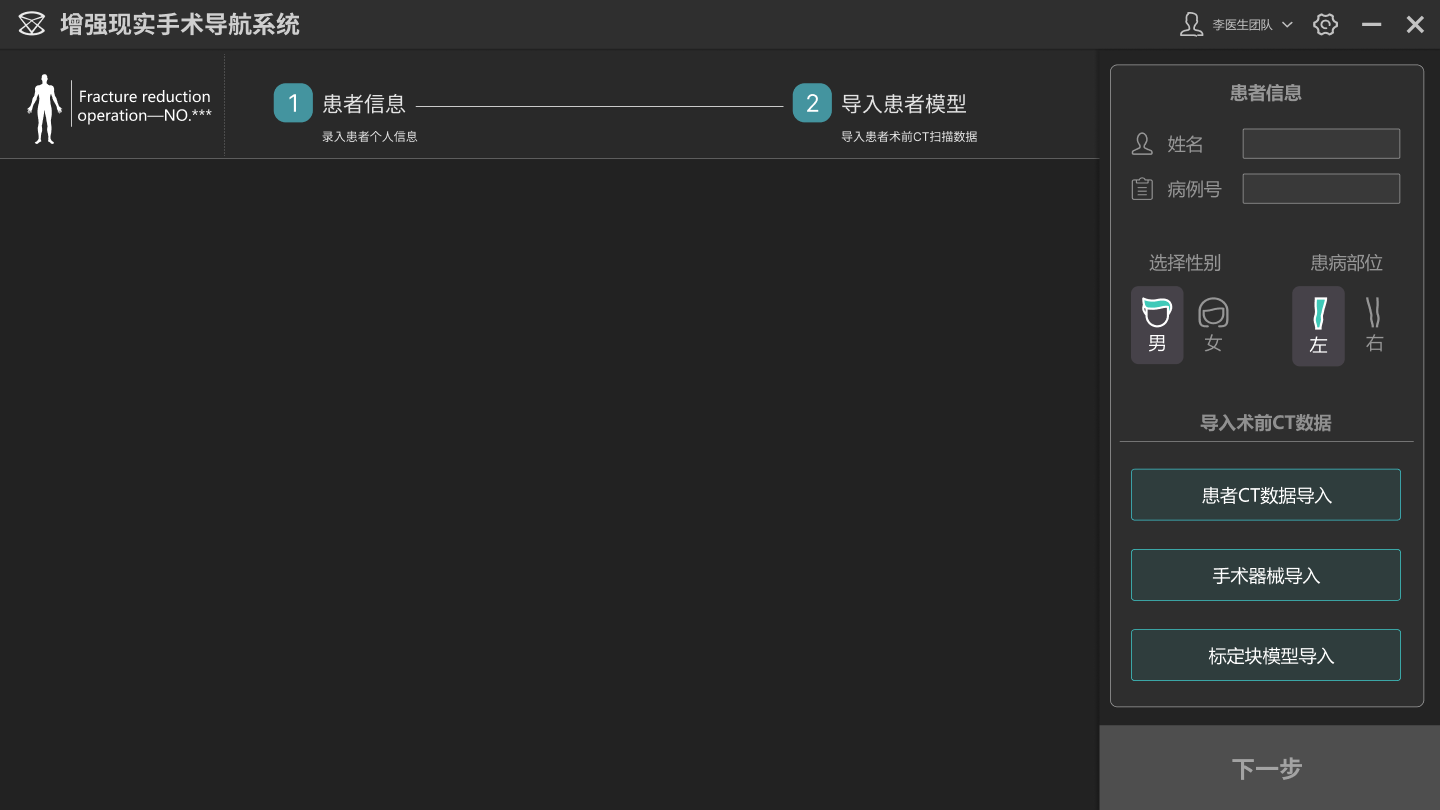 增强现实手术导航系统
李医生团队
Fracture reduction
operation—NO.***
1 患者信息
录入患者个人信息
2 导入患者模型
导入患者术前CT扫描数据
患者信息
姓名
病例号
选择性别
患病部位
男
女
左
右
导入术前CT数据
患者CT数据导入
手术器械导入
标定块模型导入
下一步